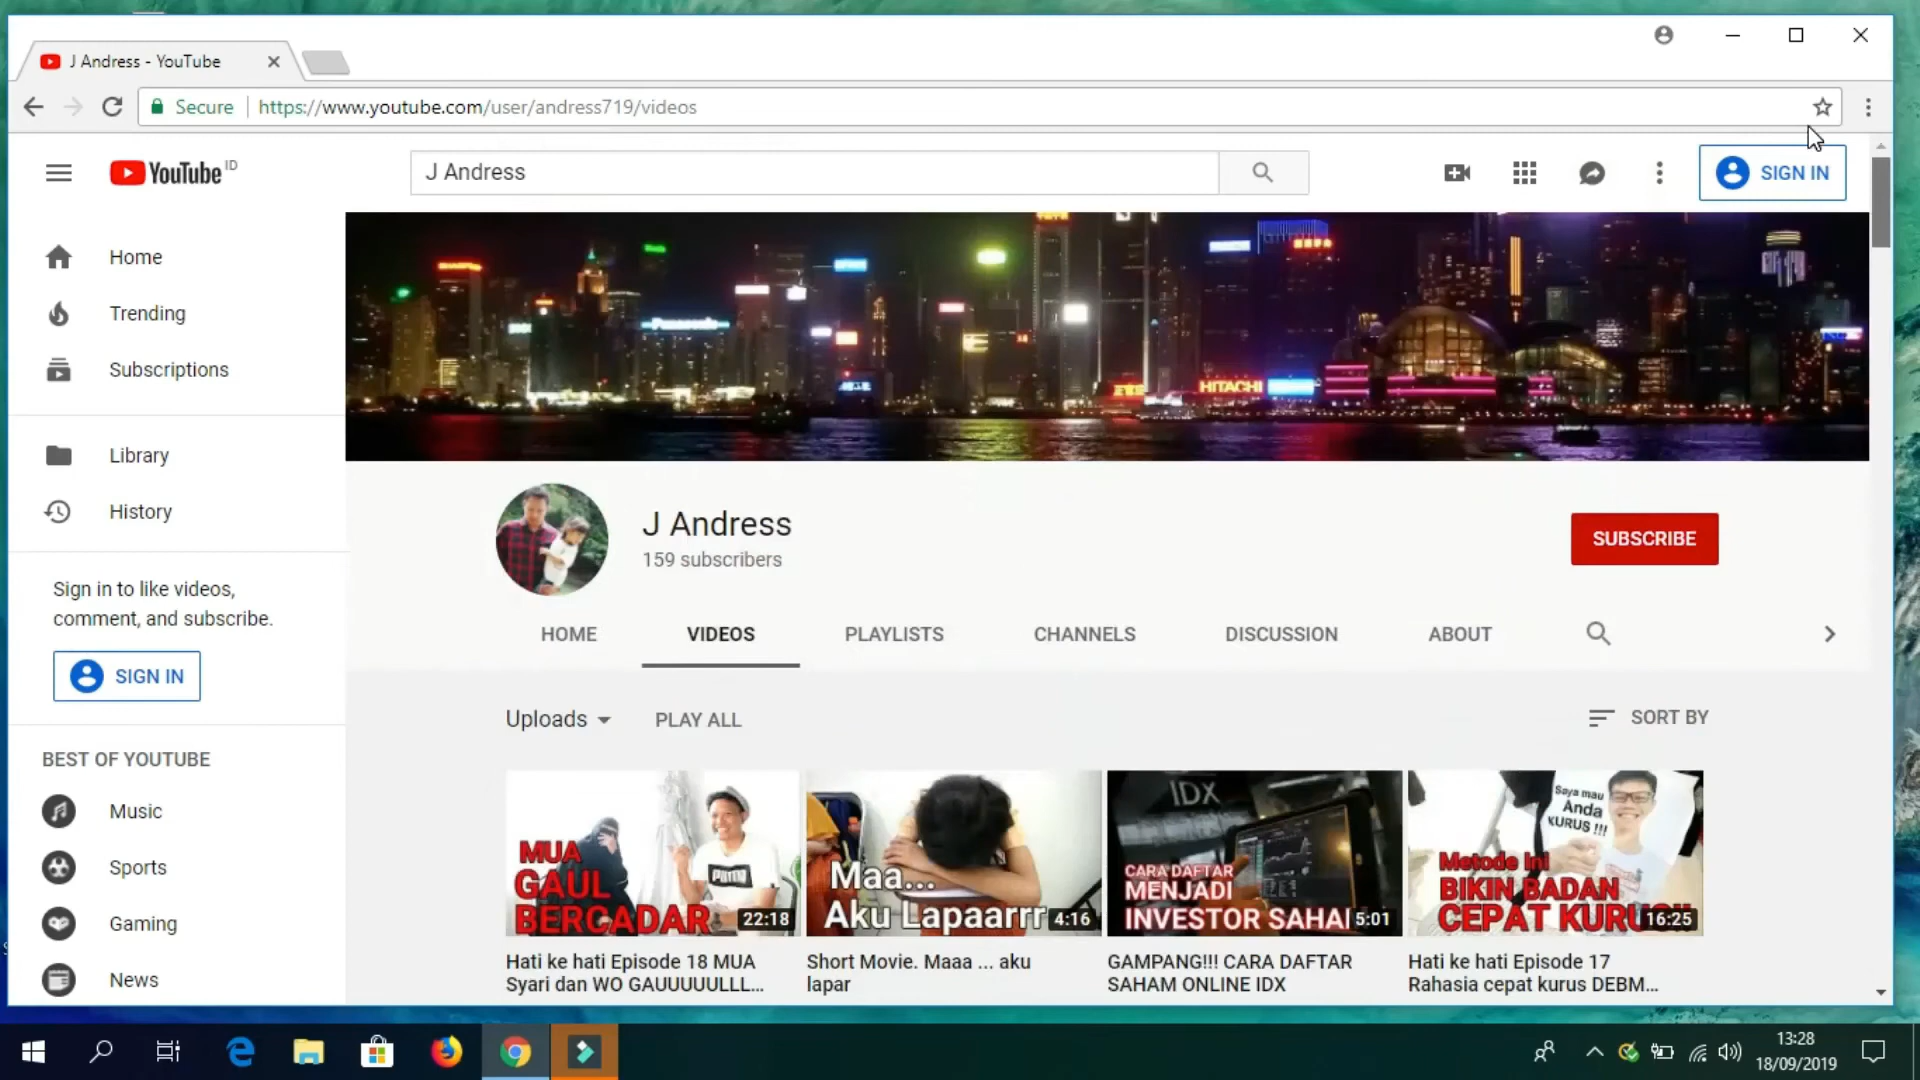 J Andress - YouTube
Secure https://www.youtube.com/user/andress719/videos
YouTube ID
J Andress
SIGN IN
Home
Trending
Subscriptions
Library
History
Sign in to like videos,
comment, and subscribe.
SIGN IN
BEST OF YOUTUBE
Music
Sports
Gaming
News
Panasonic
HITACHI
J Andress
159 subscribers
SUBSCRIBE
HOME VIDEOS PLAYLISTS CHANNELS DISCUSSION ABOUT
Uploads PLAY ALL SORT BY
MUA
GAUL
BERCADAR
PUMA
22:18
Maa...
Aku Lapaarrr
4:16
IDX
CARA DAFTAR
MENJADI
INVESTOR SAHA
5:01
Saya mau
Anda
KURUS !!!
Metode Ini
BIKIN BADAN
CEPAT KURUS!!
16:25
Hati ke hati Episode 18 MUA
Syari dan WO GAUUUUULLL...
Short Movie. Maaa ... aku
lapar
GAMPANG!!! CARA DAFTAR
SAHAM ONLINE IDX
Hati ke hati Episode 17
Rahasia cepat kurus DEBM...
13:28
18/09/2019